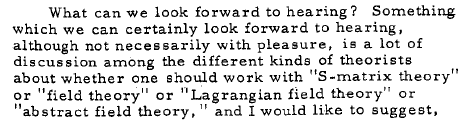 What can we look forward to hearing? Something
which we can certainly look forward to hearing,
although not necessarily with pleasure, is a lot of
discussion among the different kinds of theorists
about whether one should work with "S-matrix theory"
or "field theory" or "Lagrangian field theory" or
"abstract field theory," and I would like to suggest,